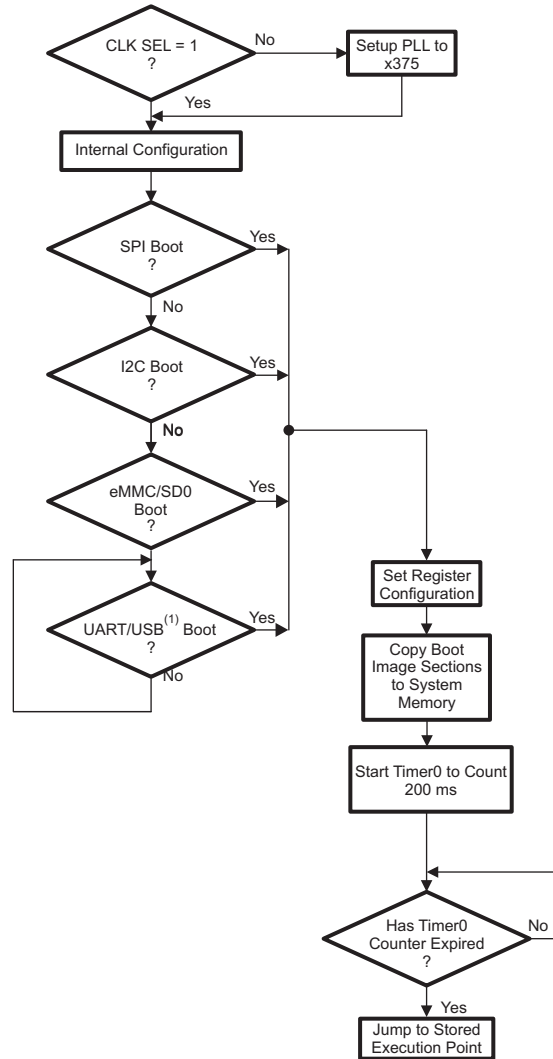 CLK SEL = 1
?
No
Setup PLL to
x375
Yes
Internal Configuration
SPI Boot
?
Yes
No
I2C Boot
?
Yes
No
eMMC/SD0
Boot
?
Yes
UART/USB(1) Boot
?
Yes
No
Set Register
Configuration
Copy Boot
Image Sections
to System
Memory
Start Timer0 to Count
200 ms
Has Timer0
Counter Expired
?
No
Yes
Jump to Stored
Execution Point